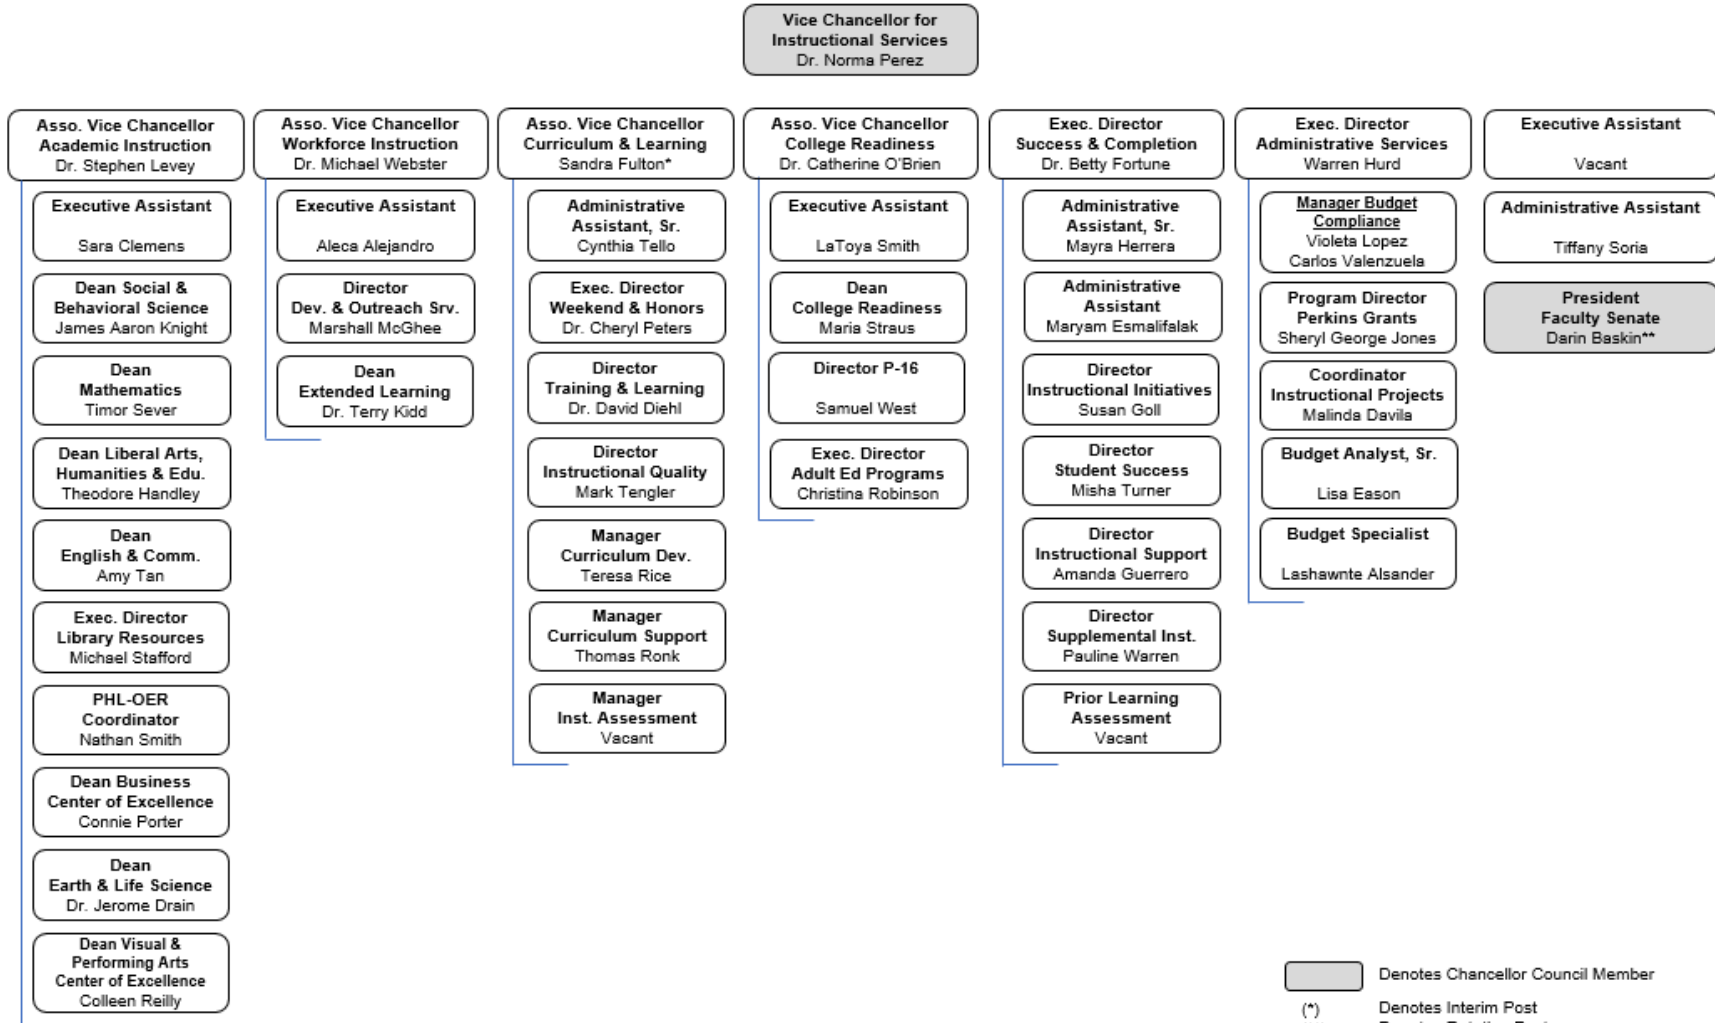 Vice Chancellor for
Instructional Services
Dr. Norma Perez
Asso. Vice Chancellor
Academic Instruction
Dr. Stephen Levey
Executive Assistant
Sara Clemens
Dean Social &
Behavioral Science
James Aaron Knight
Dean
Mathematics
Timor Sever
Dean Liberal Arts,
Humanities & Edu.
Theodore Handley
Dean
English & Comm.
Amy Tan
Exec. Director
Library Resources
Michael Stafford
PHL-OER
Coordinator
Nathan Smith
Dean Business
Center of Excellence
Connie Porter
Dean
Earth & Life Science
Dr. Jerome Drain
Dean Visual &
Performing Arts
Center of Excellence
Colleen Reilly
Asso. Vice Chancellor
Workforce Instruction
Dr. Michael Webster
Executive Assistant
Aleca Alejandro
Director
Dev. & Outreach Srv.
Marshall McGhee
Dean
Extended Learning
Dr. Terry Kidd
Asso. Vice Chancellor
Curriculum & Learning
Sandra Fulton*
Administrative
Assistant, Sr.
Cynthia Tello
Exec. Director
Weekend & Honors
Dr. Cheryl Peters
Director
Training & Learning
Dr. David Diehl
Director
Instructional Quality
Mark Tengler
Manager
Curriculum Dev.
Teresa Rice
Manager
Curriculum Support
Thomas Ronk
Manager
Inst. Assessment
Vacant
Asso. Vice Chancellor
College Readiness
Dr. Catherine O'Brien
Executive Assistant
LaToya Smith
Dean
College Readiness
Maria Straus
Director P-16
Samuel West
Exec. Director
Adult Ed Programs
Christina Robinson
Exec. Director
Success & Completion
Dr. Betty Fortune
Administrative
Assistant, Sr.
Mayra Herrera
Administrative
Assistant
Maryam Esmalifalak
Director
Instructional Initiatives
Susan Goll
Director
Student Success
Misha Turner
Director
Instructional Support
Amanda Guerrero
Director
Supplemental Inst.
Pauline Warren
Prior Learning
Assessment
Vacant
Exec. Director
Administrative Services
Warren Hurd
Manager Budget
Compliance
Violeta Lopez
Carlos Valenzuela
Program Director
Perkins Grants
Sheryl George Jones
Coordinator
Instructional Projects
Malinda Davila
Budget Analyst, Sr.
Lisa Eason
Budget Specialist
Lashawnte Alsander
Executive Assistant
Vacant
Administrative Assistant
Tiffany Soria
President
Faculty Senate
Darin Baskin**
Denotes Chancellor Council Member
(*) Denotes Interim Post